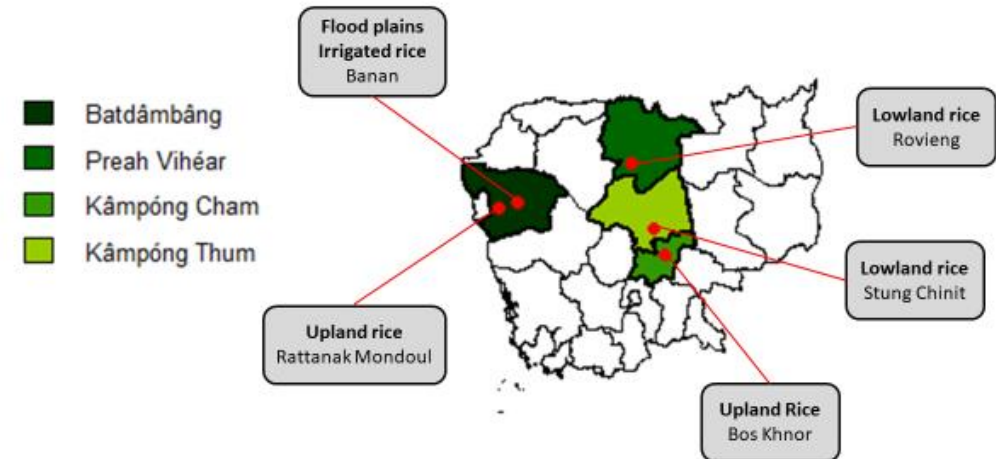 Flood plains
Irrigated rice
Banan
Batdâmbâng
Preah Vihéar
Kâmpóng Cham
Kâmpóng Thum
Lowland rice
Rovieng
Lowland rice
Stung Chinit
Upland rice
Rattanak Mondoul
Upland Rice
Bos Khnor